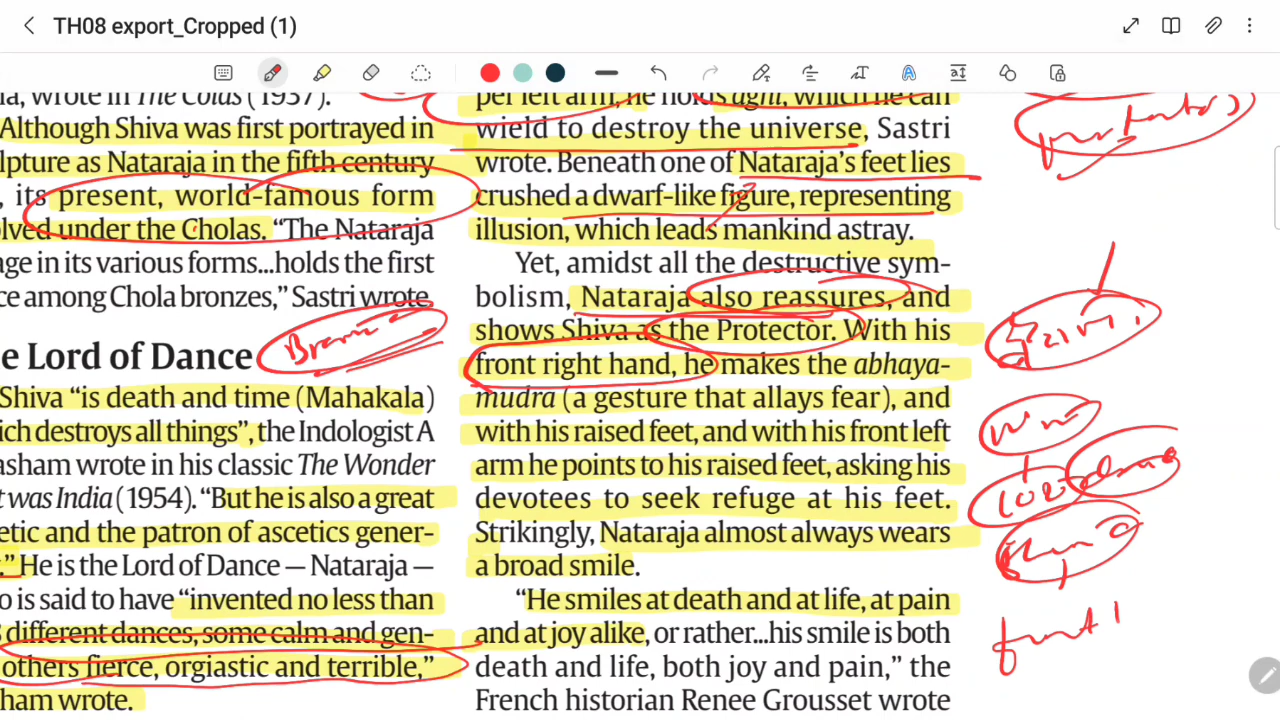 TH08 export_Cropped (1)
la, wrote in The Colas (1937).
Although Shiva was first portrayed in
lpture as Nataraja in the fifth century
, its present, world-famous form
lved under the Cholas. “The Nataraja
age in its various forms...holds the first
ce among Chola bronzes,” Sastri wrote.
e Lord of Dance
Shiva “is death and time (Mahakala)
ich destroys all things”, the Indologist A
asham wrote in his classic The Wonder
t was India (1954). “But he is also a great
etic and the patron of ascetics gener-
.” He is the Lord of Dance — Nataraja —
o is said to have “invented no less than
8 different dances, some calm and gen-
others fierce, orgiastic and terrible,”
ham wrote.
per left arm, he holds agni, which he can
wield to destroy the universe, Sastri
wrote. Beneath one of Nataraja’s feet lies
crushed a dwarf-like figure, representing
illusion, which leads mankind astray.
Yet, amidst all the destructive sym-
bolism, Nataraja also reassures, and
shows Shiva as the Protector. With his
front right hand, he makes the abhaya-
mudra (a gesture that allays fear), and
with his raised feet, and with his front left
arm he points to his raised feet, asking his
devotees to seek refuge at his feet.
Strikingly, Nataraja almost always wears
a broad smile.
“He smiles at death and at life, at pain
and at joy alike, or rather...his smile is both
death and life, both joy and pain,” the
French historian Renee Grousset wrote